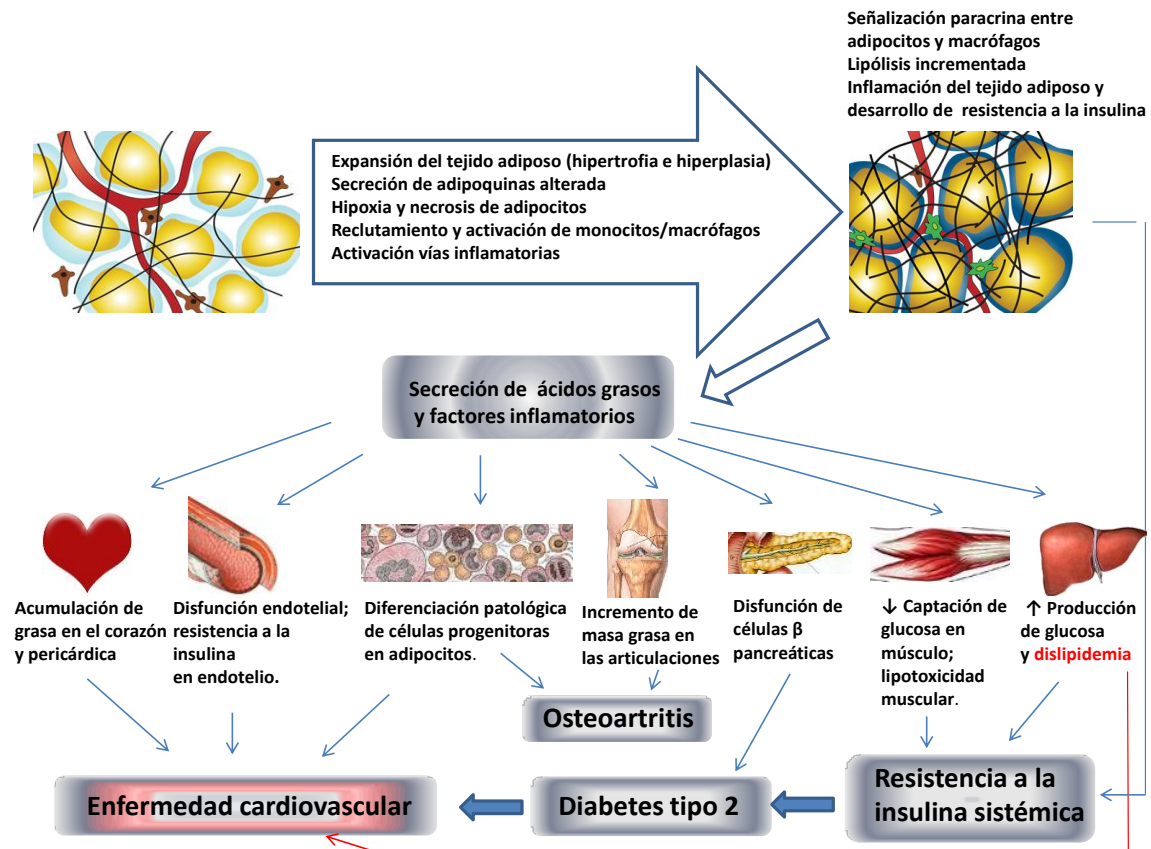 Señalización paracrina entre
adipocitos y macrófagos
Lipólisis incrementada
Inflamación del tejido adiposo y
desarrollo de resistencia a la insulina
Expansión del tejido adiposo (hipertrofia e hiperplasia)
Secreción de adipoquinas alterada
Hipoxia y necrosis de adipocitos
Reclutamiento y activación de monocitos/macrófagos
Activación vías inflamatorias
Secreción de ácidos grasos
y factores inflamatorios
Acumulación de
grasa en el corazón
y pericárdica
Disfunción endotelial;
resistencia a la
insulina
en endotelio.
Diferenciación patológica
de células progenitoras
en adipocitos.
Incremento de
masa grasa en
las articulaciones
Disfunción de
células β
pancreáticas
↓ Captación de
glucosa en
músculo;
lipotoxicidad
muscular.
↑ Producción
de glucosa
y dislipidemia
Osteoartritis
Enfermedad cardiovascular
Diabetes tipo 2
Resistencia a la
insulina sistémica